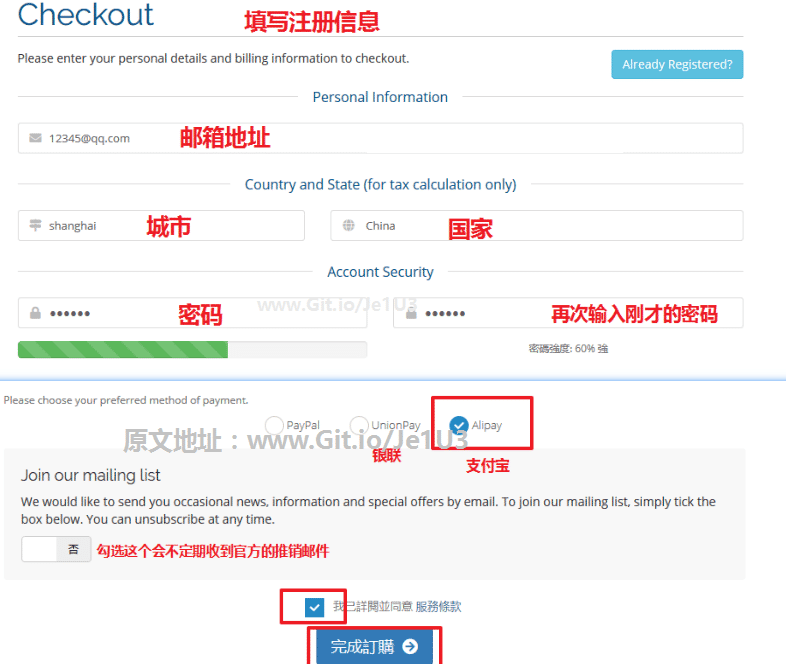 Checkout
填写注册信息
Please enter your personal details and billing information to checkout.
Already Registered?
Personal Information
12345@qq.com 邮箱地址
Country and State (for tax calculation only)
shanghai 城市
China 国家
Account Security
www.Git.io/Je1U3
•••••• 密码
•••••• 再次输入刚才的密码
密碼強度: 60% 強
Please choose your preferred method of payment.
PayPal UnionPay Alipay
原文地址：www.Git.io/Je1U3
银联
支付宝
Join our mailing list
We would like to send you occasional news, information and special offers by email. To join our mailing list, simply tick the
box below. You can unsubscribe at any time.
否 勾选这个会不定期收到官方的推销邮件
我已詳閱並同意 服務條款
完成訂購